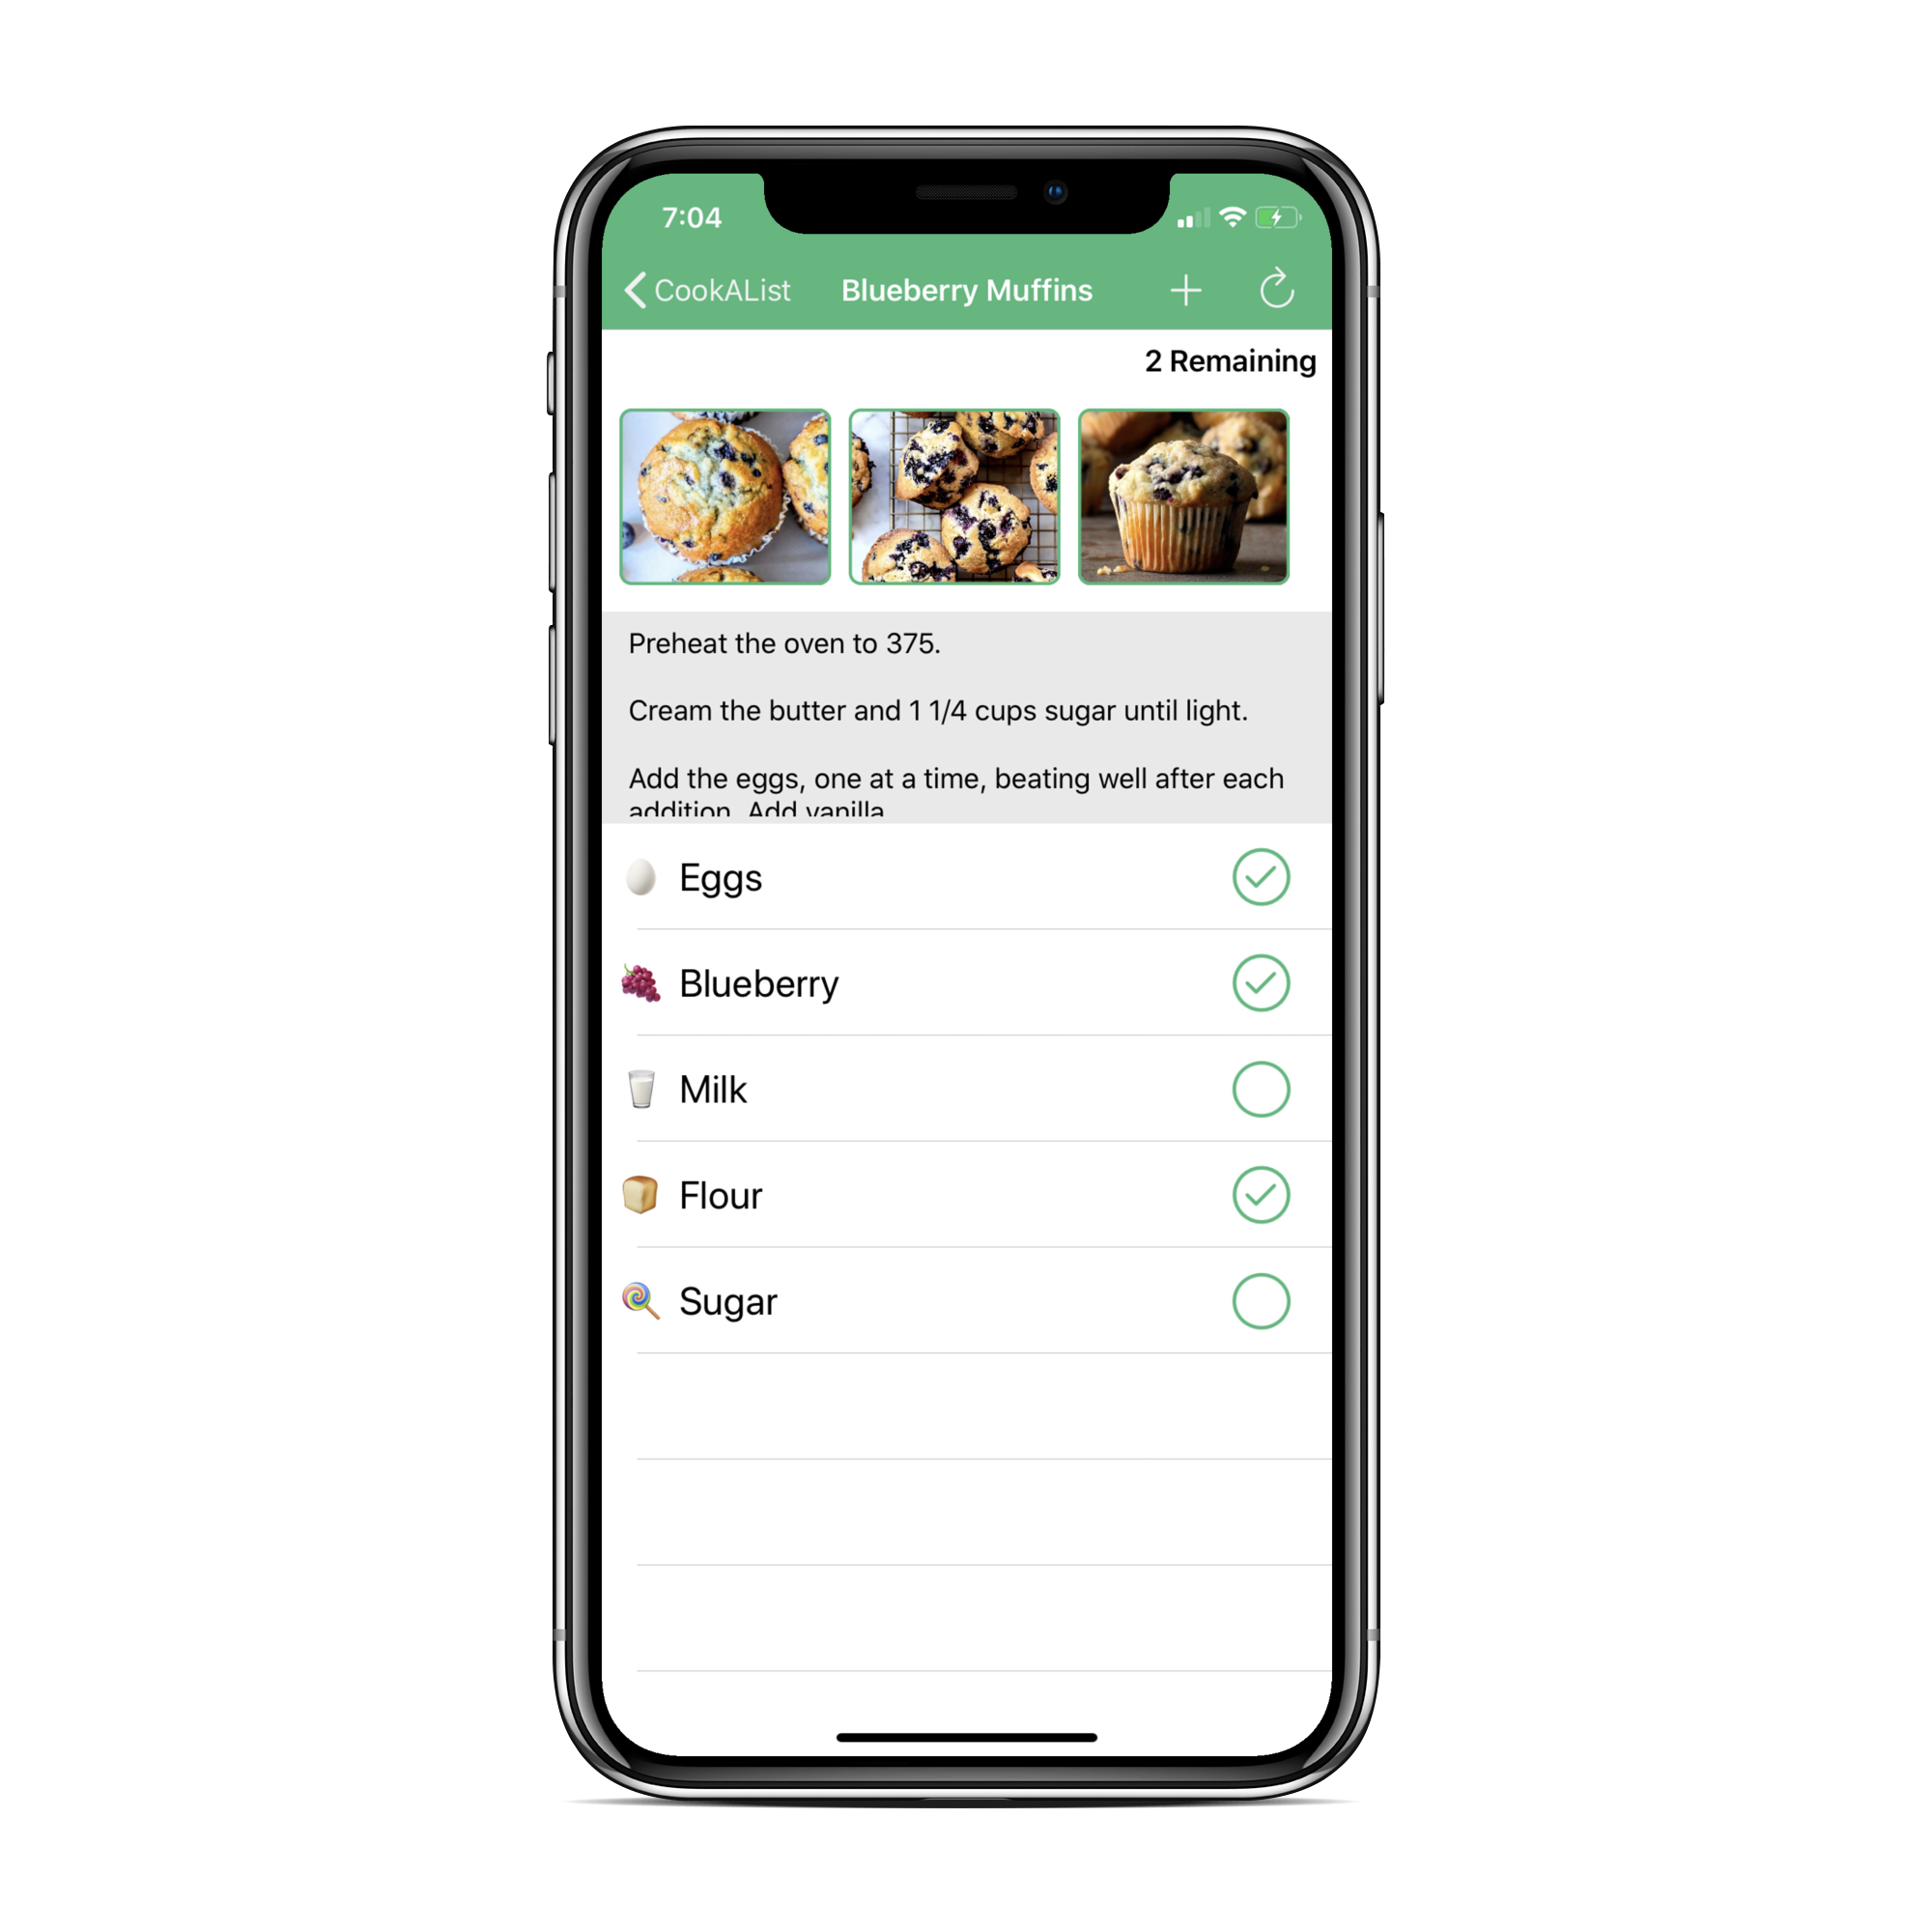 7:04
CookAList Blueberry Muffins
2 Remaining
Preheat the oven to 375.
Cream the butter and 1 1/4 cups sugar until light.
Add the eggs, one at a time, beating well after each
addition. Add vanilla
Eggs
Blueberry
Milk
Flour
Sugar